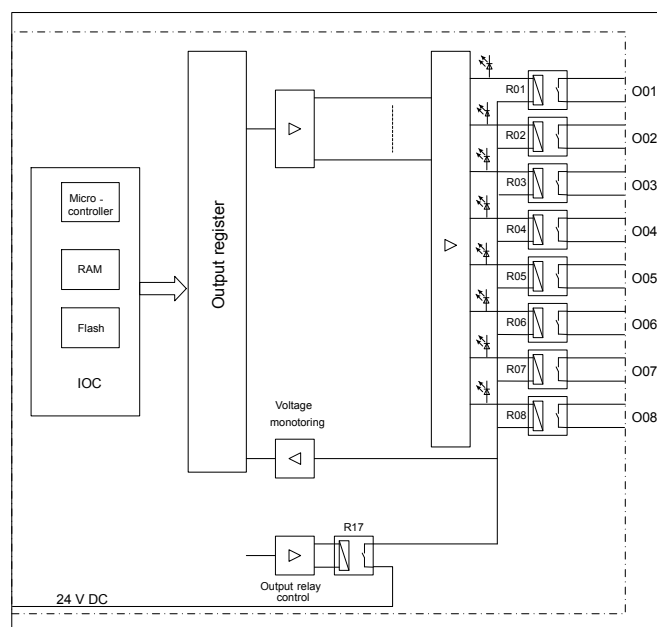 R01
O01
R02
O02
R03
O03
R04
O04
R05
O05
R06
O06
R07
O07
R08
O08
Micro -
controller
RAM
Flash
IOC
Output register
Voltage
monotoring
R17
Output relay
control
24 V DC